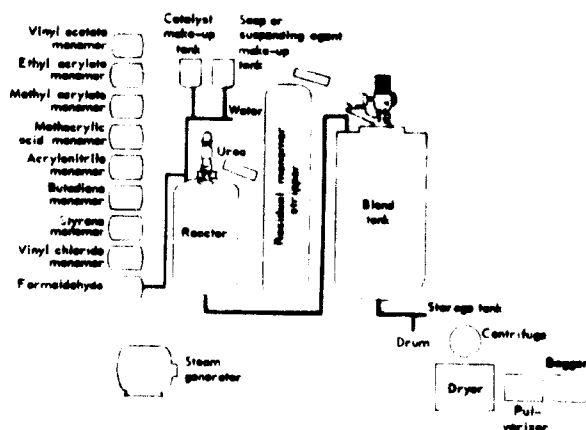 Vinyl acetate
monomer
Ethyl acrylate
monomer
Methyl acrylate
monomer
Methacrylic
acid monomer
Acrylonitrile
monomer
Butadiene
monomer
Styrene
monomer
Vinyl chloride
monomer
Formaldehyde
Catalyst
make-up
tank
Soap or
suspending agent
make-up
tank
Water
Urea
Reactor
Residual monomer
stripper
Blend
tank
Storage tank
Drum
Centrifuge
Bagger
Dryer
Pul-
verizer
Steam
generator